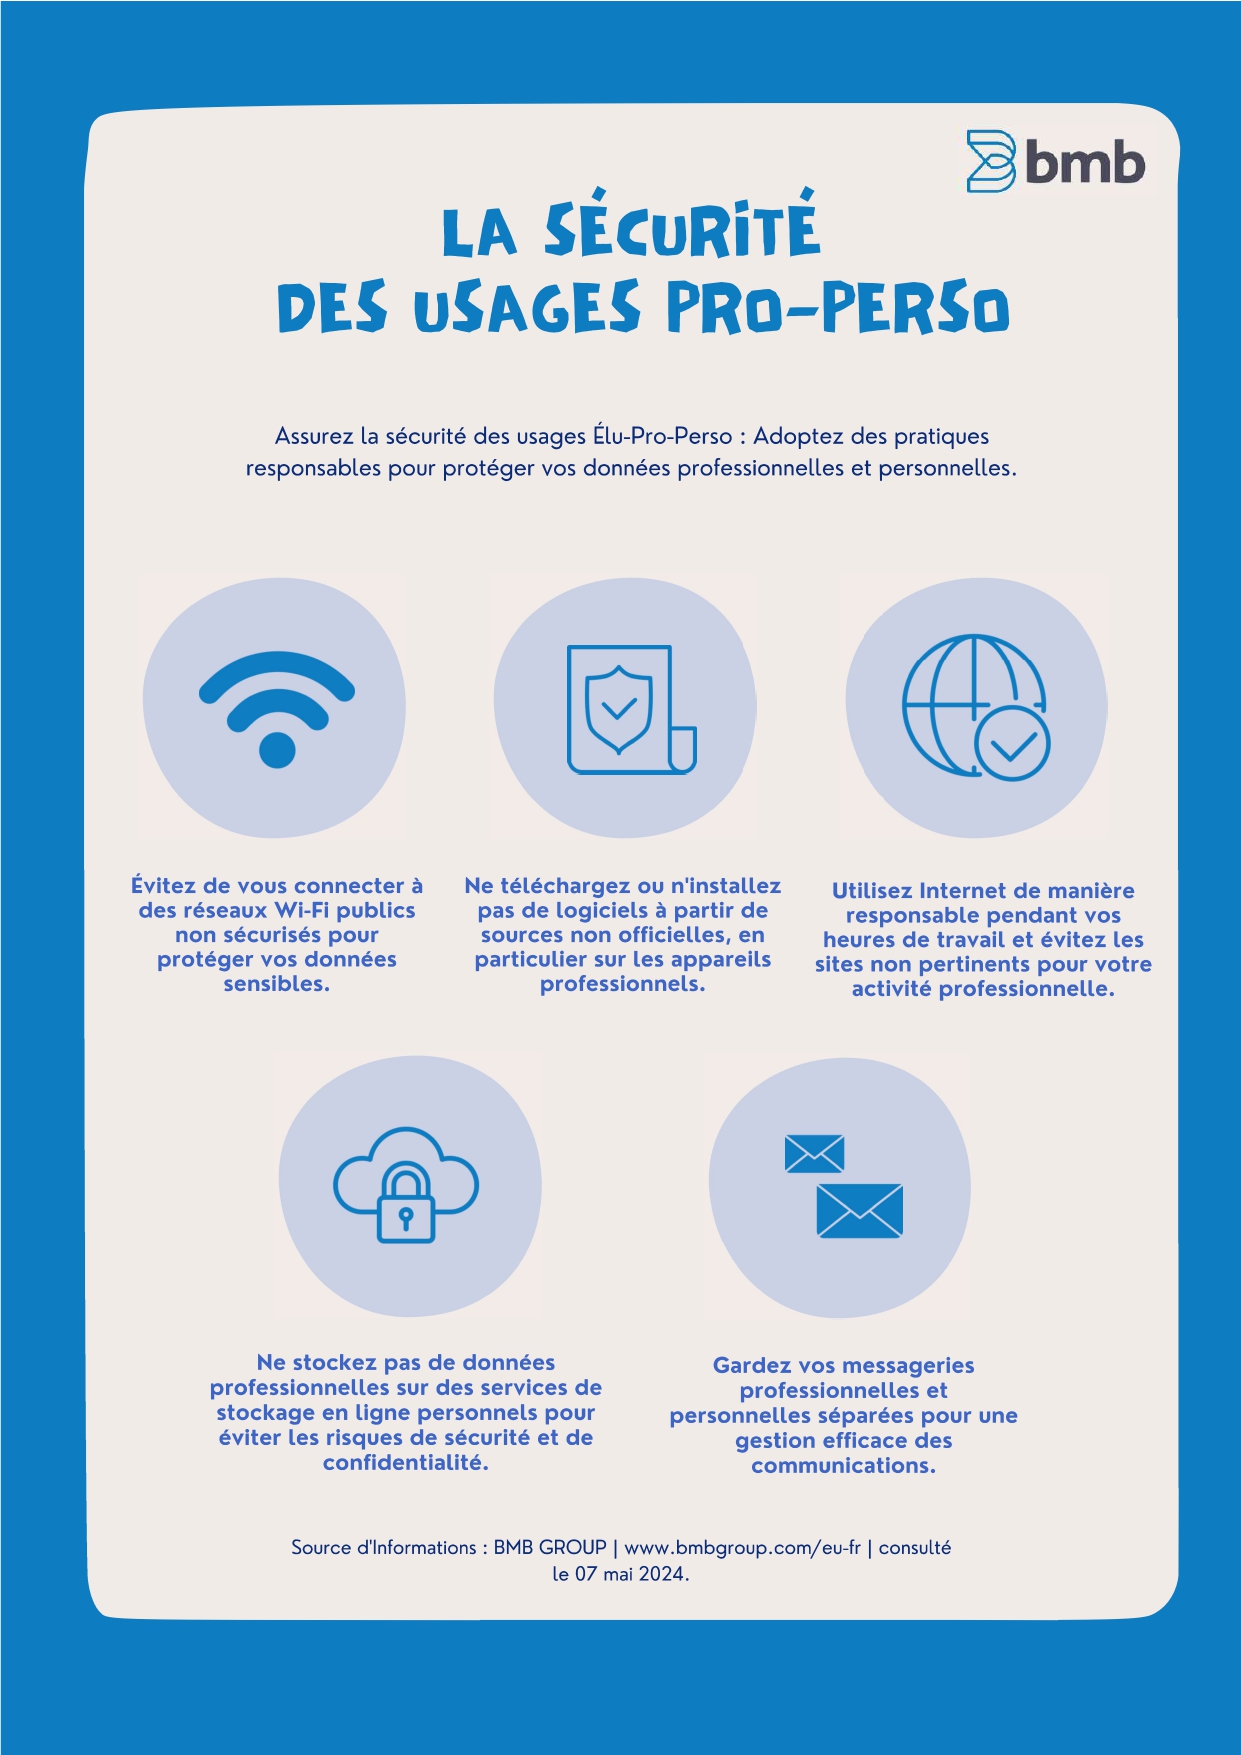 bmb
LA SÉCURITÉ
DES USAGES PRO-PERSO
Assurez la sécurité des usages Élu-Pro-Perso : Adoptez des pratiques
responsables pour protéger vos données professionnelles et personnelles.
Évitez de vous connecter à
des réseaux Wi-Fi publics
non sécurisés pour
protéger vos données
sensibles.
Ne téléchargez ou n'installez
pas de logiciels à partir de
sources non officielles, en
particulier sur les appareils
professionnels.
Utilisez Internet de manière
responsable pendant vos
heures de travail et évitez les
sites non pertinents pour votre
activité professionnelle.
Ne stockez pas de données
professionnelles sur des services de
stockage en ligne personnels pour
éviter les risques de sécurité et de
confidentialité.
Gardez vos messageries
professionnelles et
personnelles séparées pour une
gestion efficace des
communications.
Source d'Informations : BMB GROUP | www.bmbgroup.com/eu-fr | consulté
le 07 mai 2024.